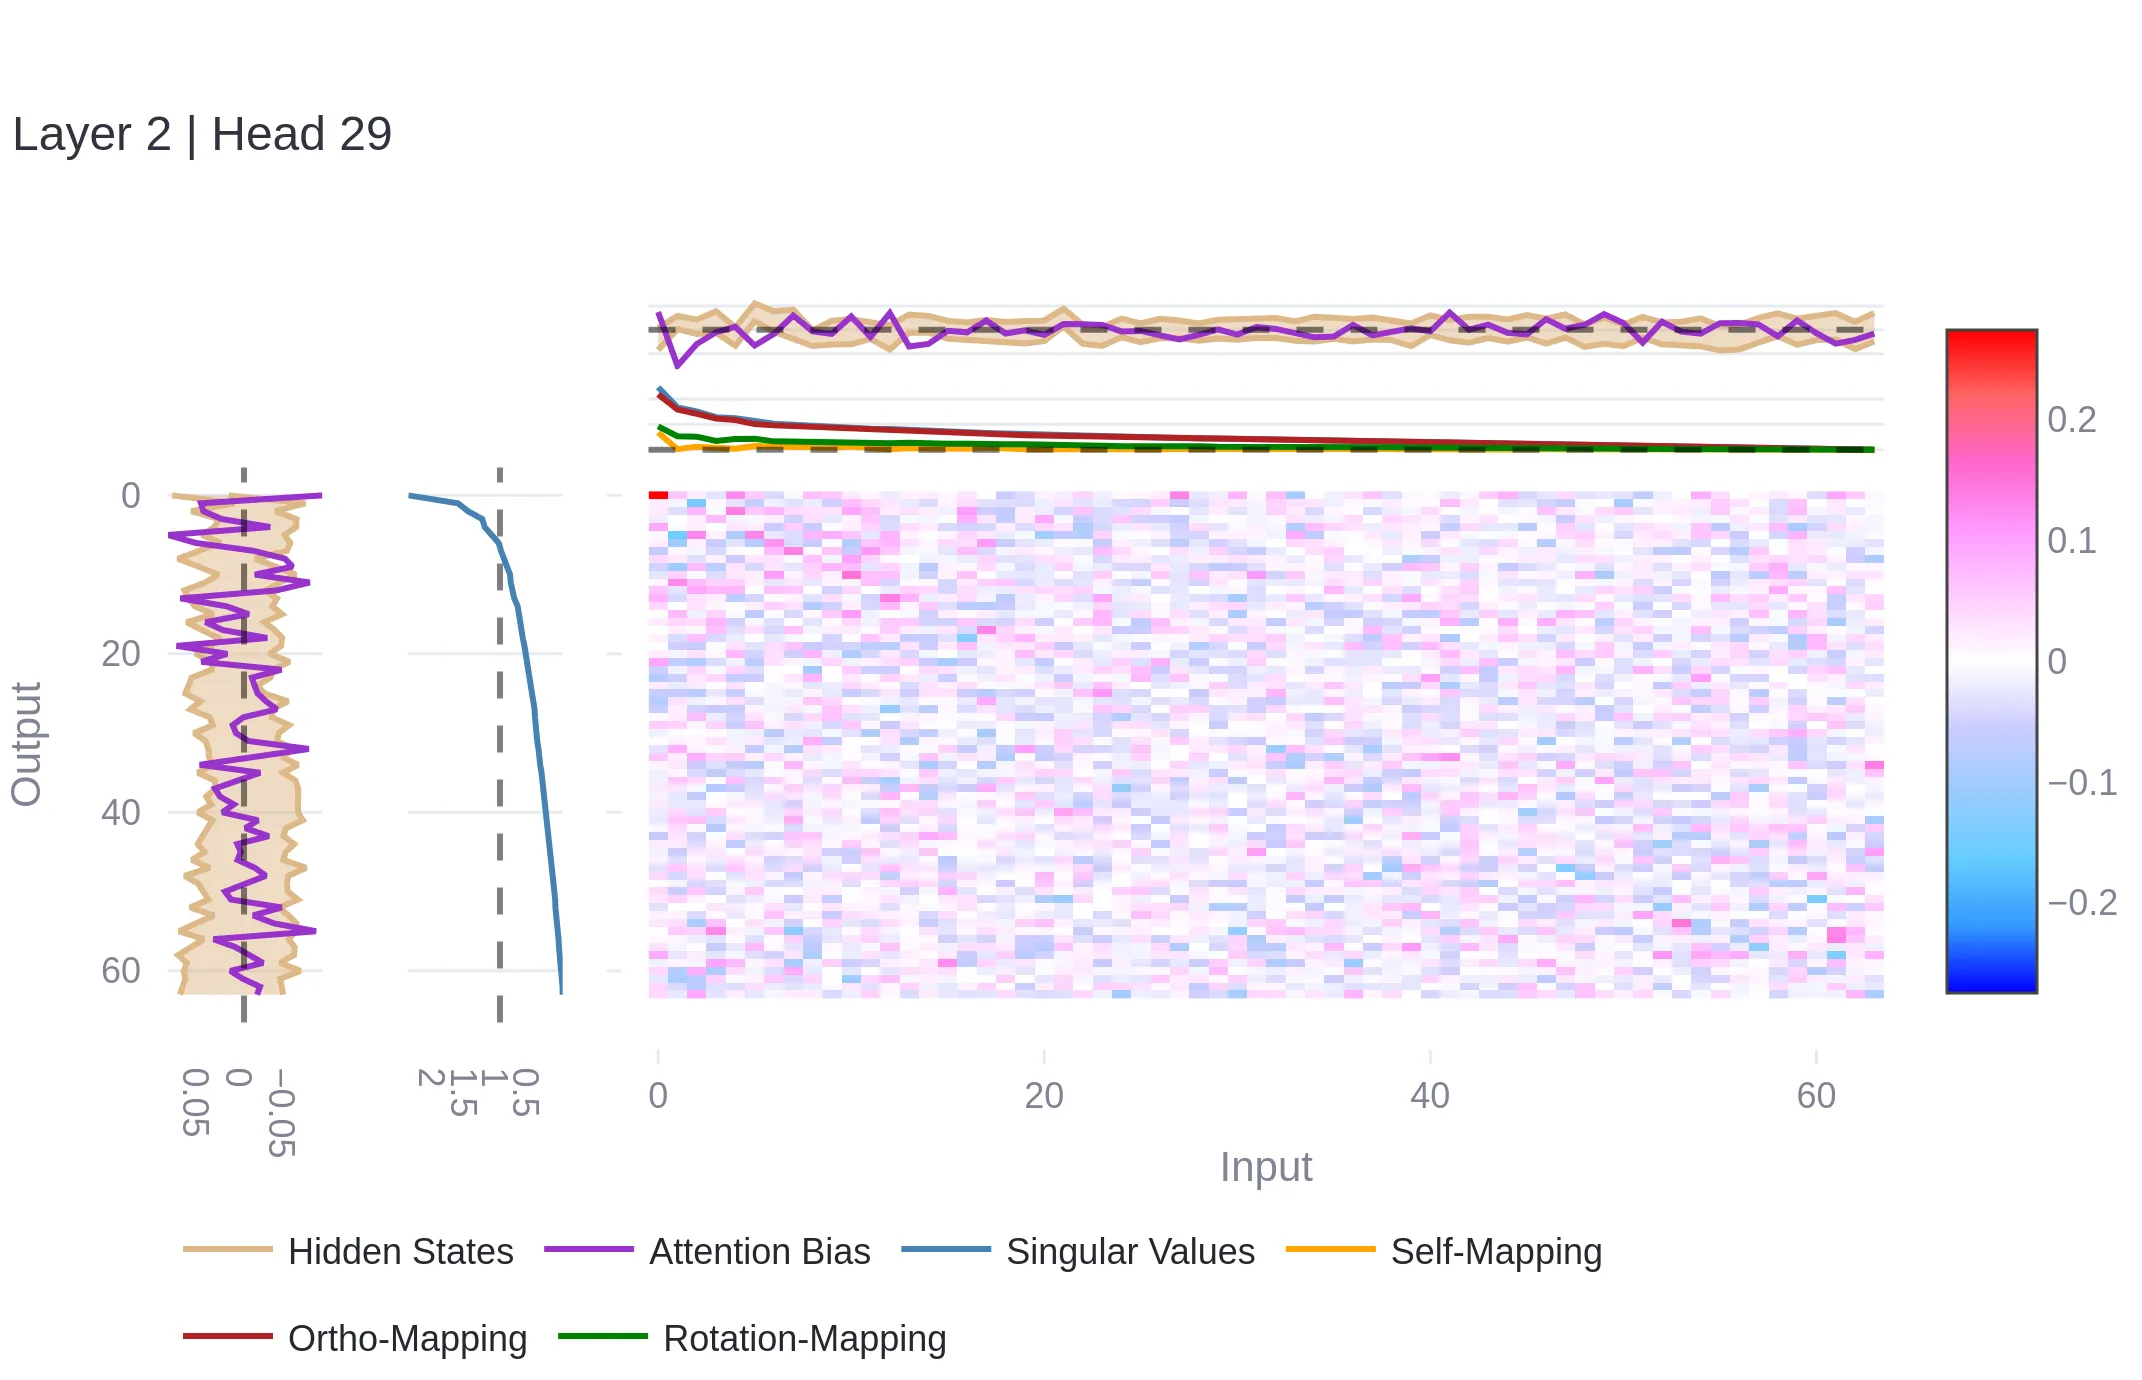 Layer 2 | Head 29
0.2
0.1
0
−0.1
−0.2
Output
0
20
40
60
0.05
0
−0.05
2
1.5
1
0.5
0
20
40
60
Input
Hidden States
Attention Bias
Singular Values
Self-Mapping
Ortho-Mapping
Rotation-Mapping